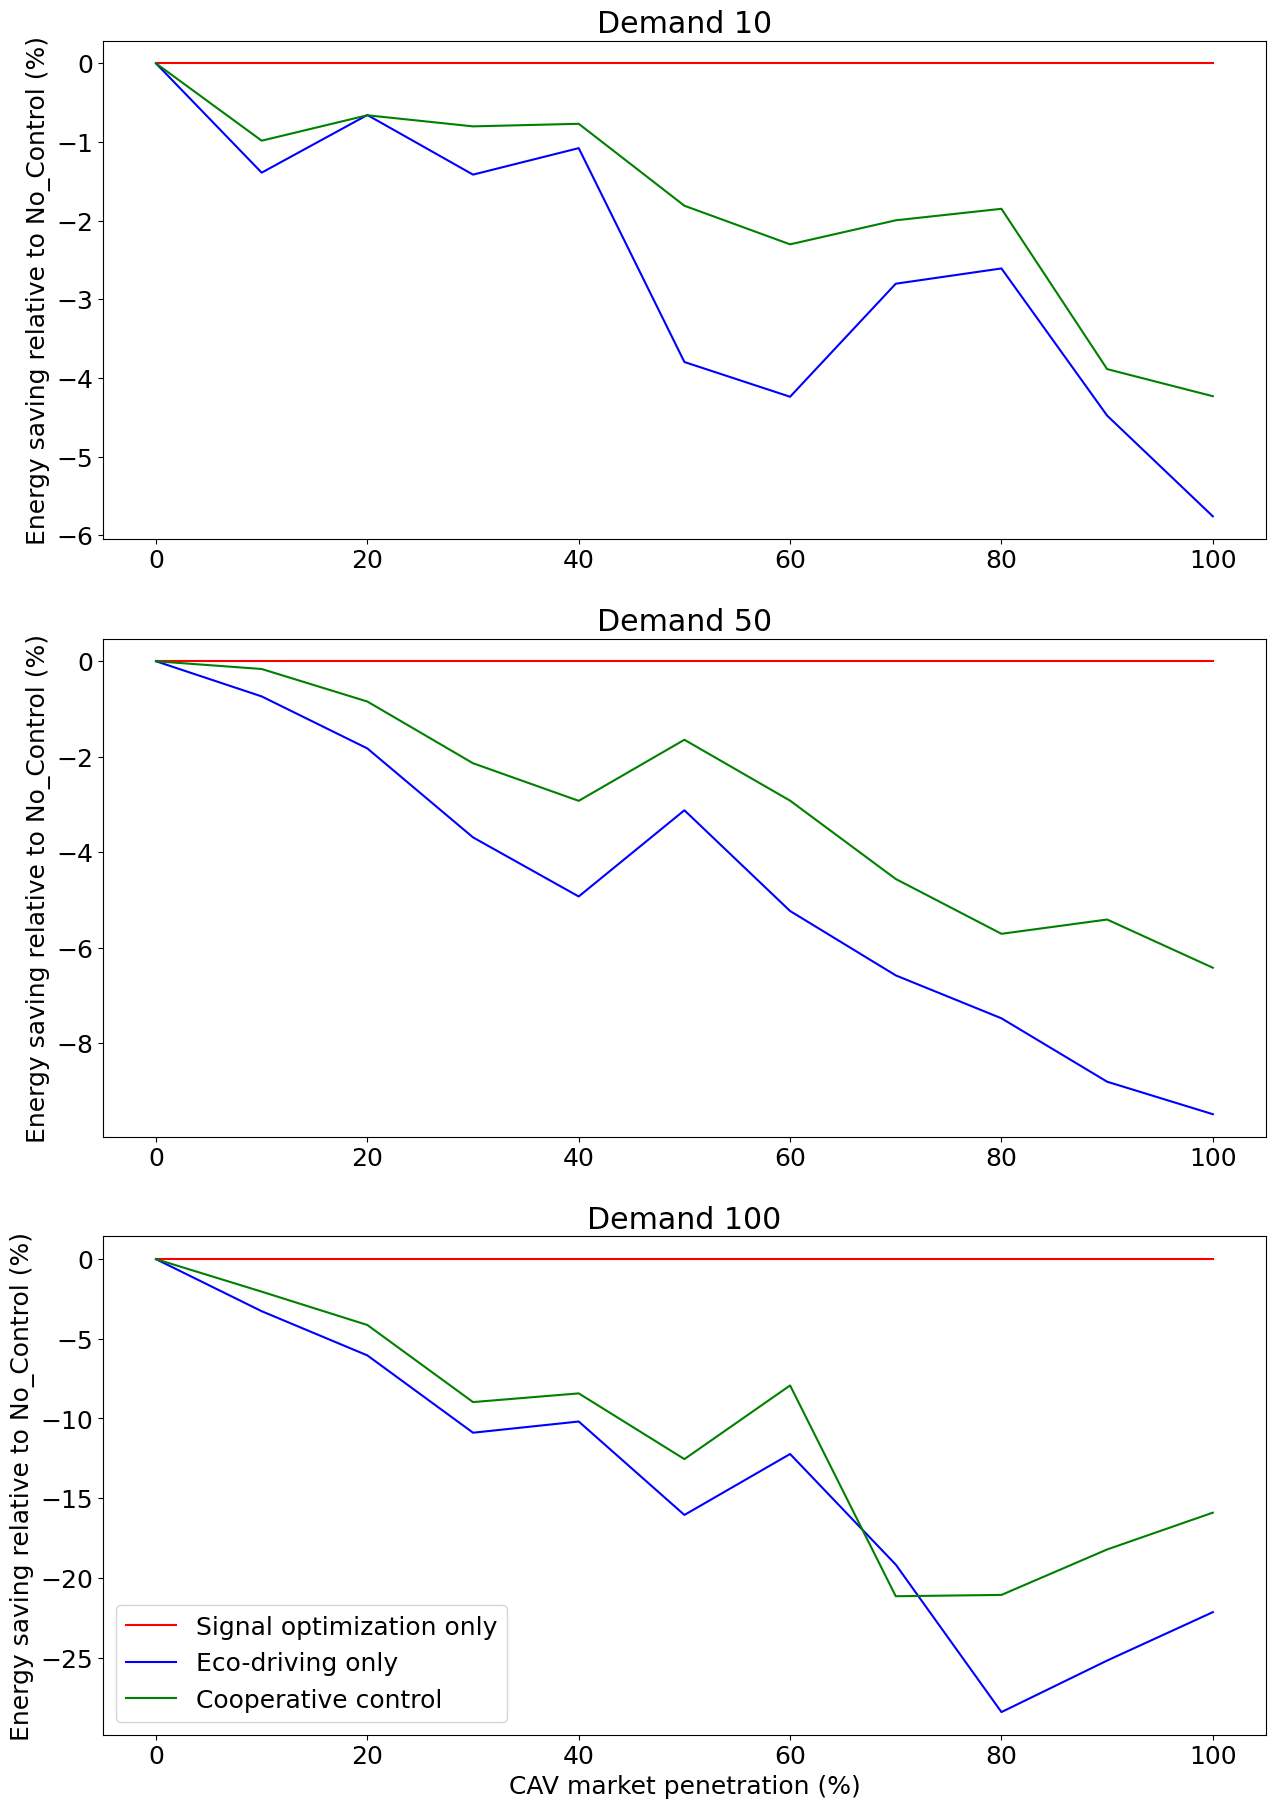 Demand 10
Energy saving relative to No_Control (%)
0
−1
−2
−3
−4
−5
−6
0 20 40 60 80 100
Demand 50
Energy saving relative to No_Control (%)
0
−2
−4
−6
−8
0 20 40 60 80 100
Demand 100
Energy saving relative to No_Control (%)
0
−5
−10
−15
−20
−25
Signal optimization only
Eco-driving only
Cooperative control
0 20 40 60 80 100
CAV market penetration (%)